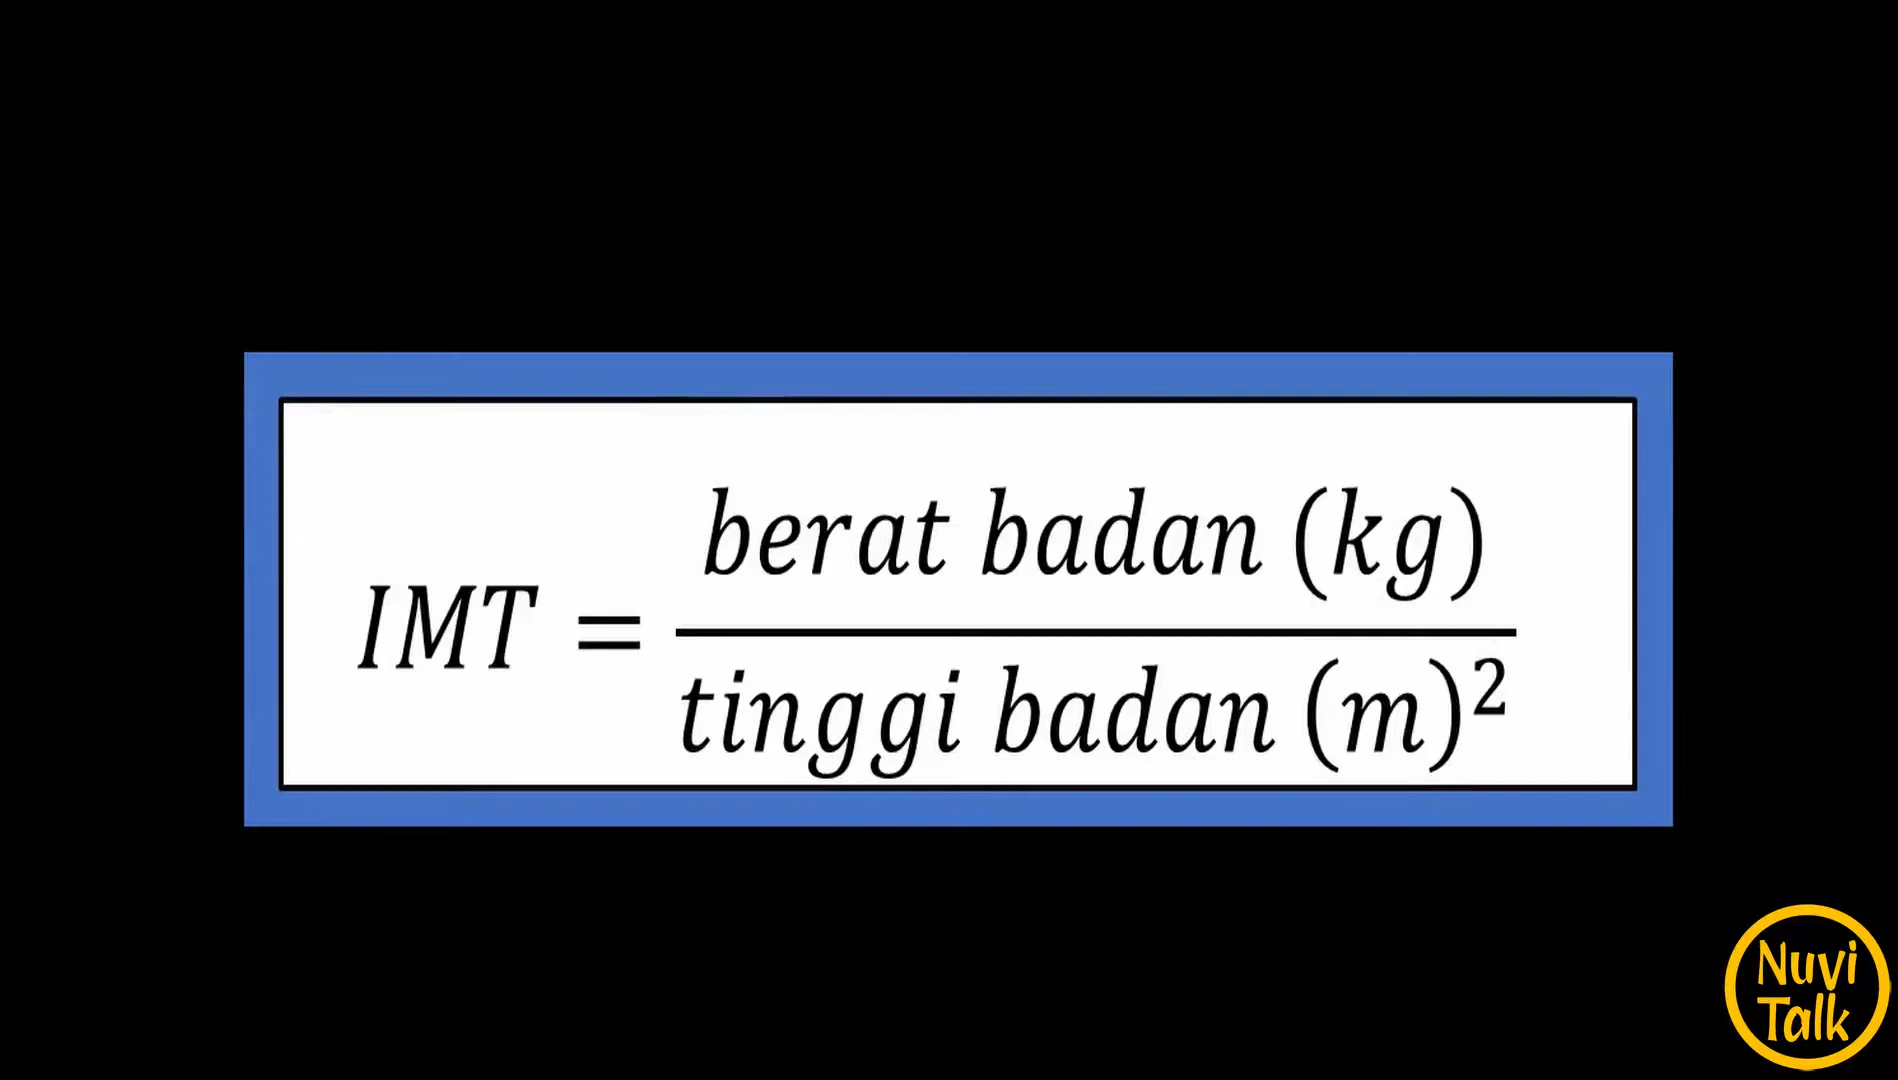 IMT = berat badan (kg) / tinggi badan (m)²
Nuvi
Talk